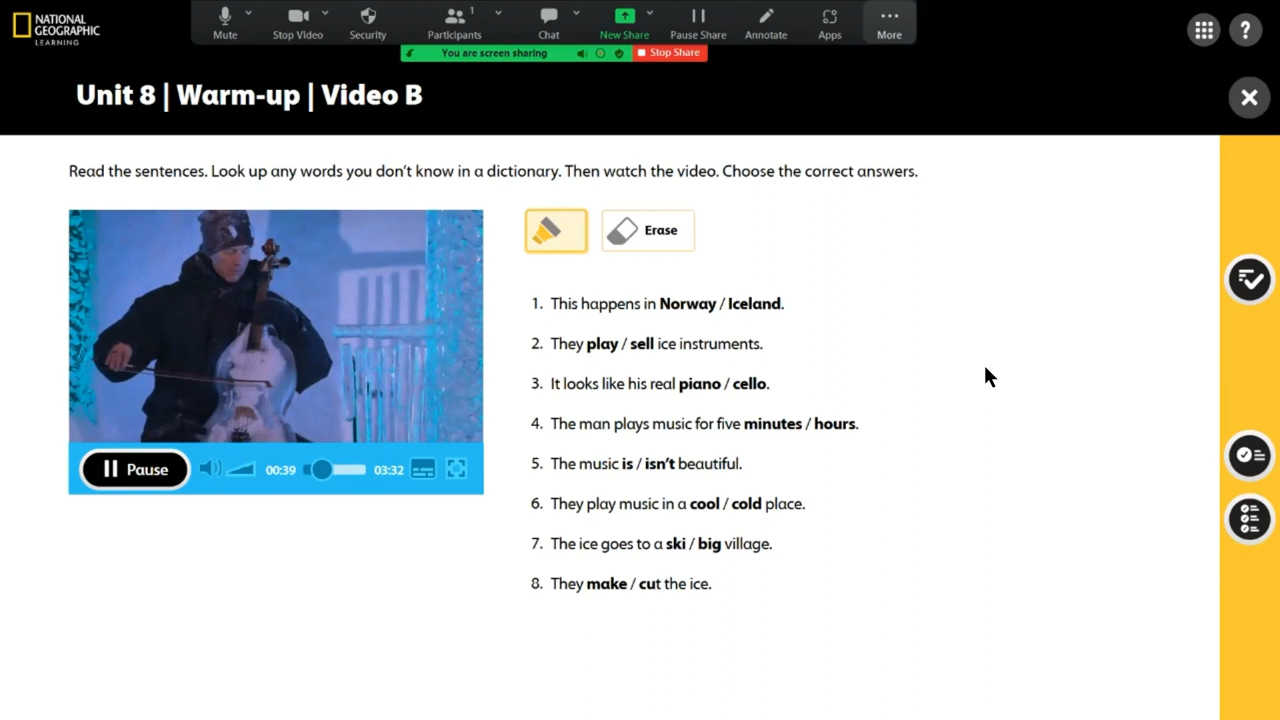 NATIONAL
GEOGRAPHIC
LEARNING
Mute
Stop Video
Security
1
Participants
Chat
New Share
Pause Share
Annotate
Apps
More
?
You are screen sharing
Stop Share
Unit 8 | Warm-up | Video B
Read the sentences. Look up any words you don't know in a dictionary. Then watch the video. Choose the correct answers.
Erase
1. This happens in Norway / Iceland.
2. They play / sell ice instruments.
3. It looks like his real piano / cello.
4. The man plays music for five minutes / hours.
5. The music is / isn't beautiful.
6. They play music in a cool / cold place.
7. The ice goes to a ski / big village.
8. They make / cut the ice.
Pause
00:39
03:32